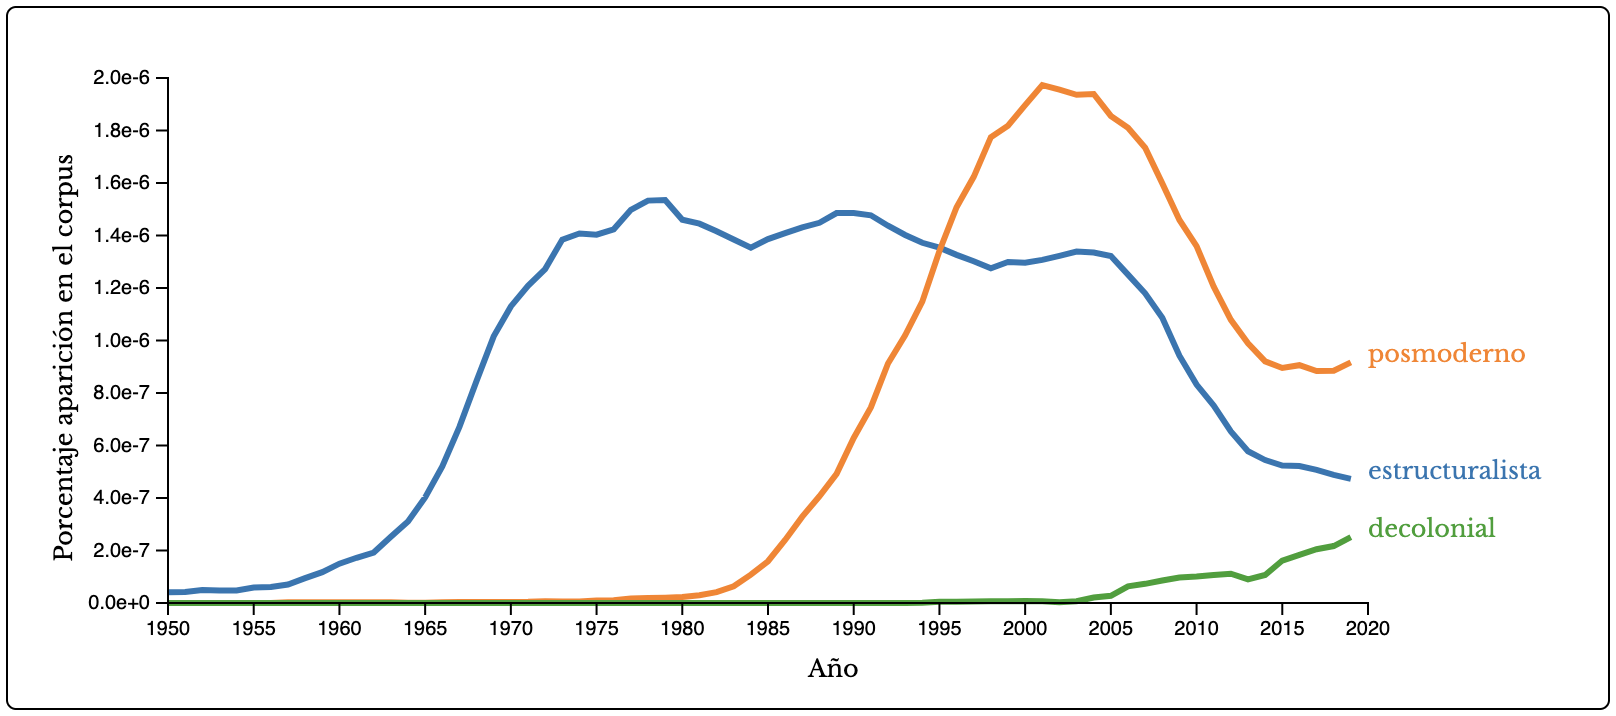 Porcentaje aparición en el corpus
2.0e-6
1.8e-6
1.6e-6
1.4e-6
1.2e-6
1.0e-6
8.0e-7
6.0e-7
4.0e-7
2.0e-7
0.0e+0
posmoderno
estructuralista
decolonial
1950 1955 1960 1965 1970 1975 1980 1985 1990 1995 2000 2005 2010 2015 2020
Año